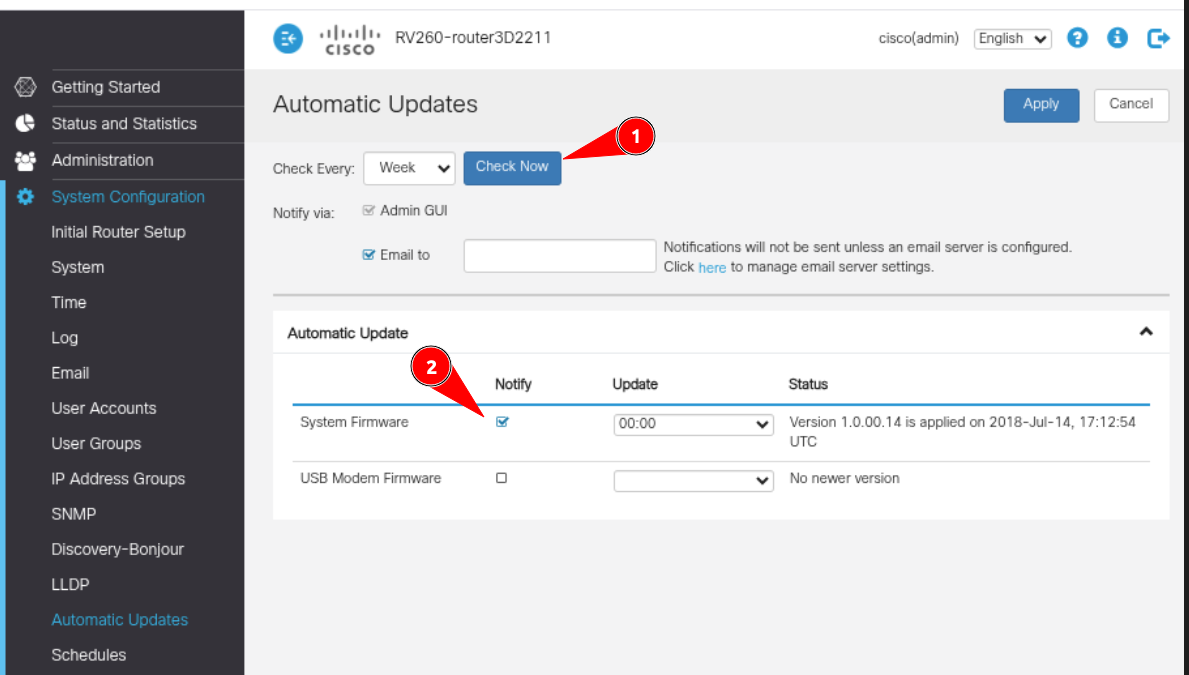 CISCO
RV260-router3D2211
cisco(admin)
English
Getting Started
Status and Statistics
Administration
System Configuration
Initial Router Setup
System
Time
Log
Email
User Accounts
User Groups
IP Address Groups
SNMP
Discovery-Bonjour
LLDP
Automatic Updates
Schedules
Automatic Updates
Apply
Cancel
1
Check Every:
Week
Check Now
Notify via:
Admin GUI
Email to
Notifications will not be sent unless an email server is configured.
Click here to manage email server settings.
Automatic Update
2
Notify
Update
Status
System Firmware
00:00
Version 1.0.00.14 is applied on 2018-Jul-14, 17:12:54
UTC
USB Modem Firmware
No newer version